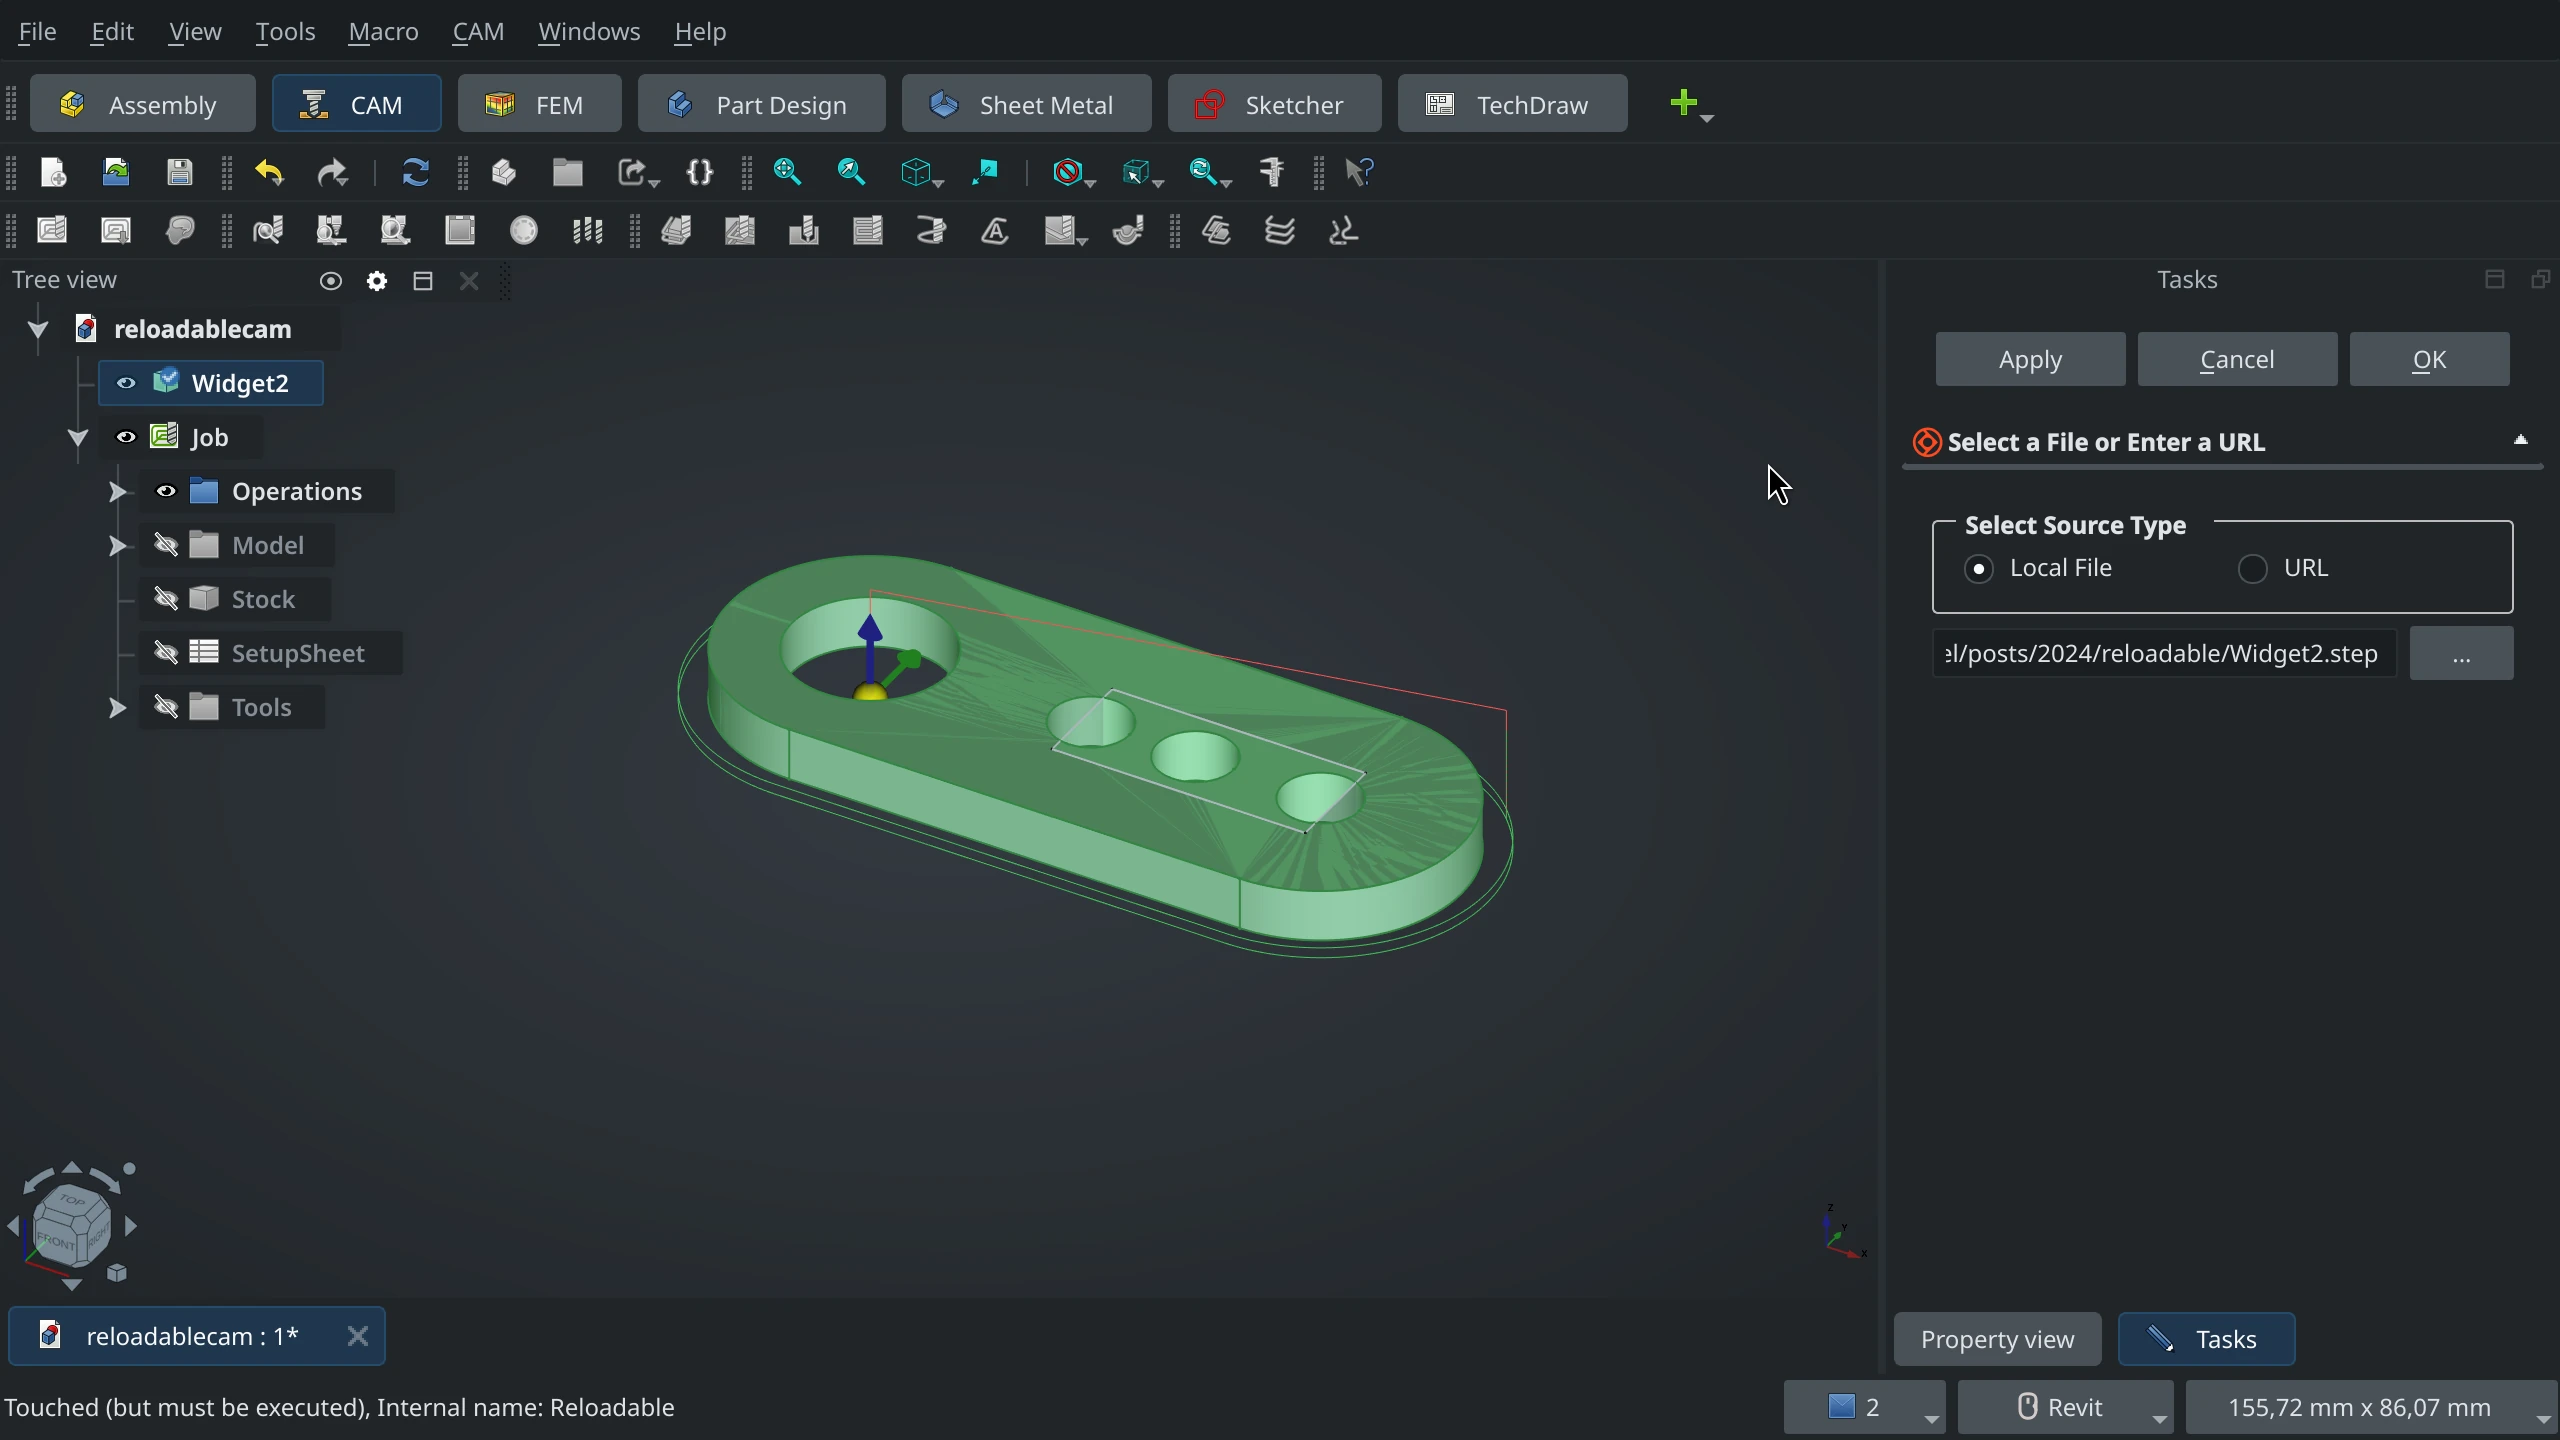 File Edit View Tools Macro CAM Windows Help
Assembly CAM FEM Part Design Sheet Metal Sketcher TechDraw
Tree view
Tasks
reloadablecam
Widget2
Job
Operations
Model
Stock
SetupSheet
Tools
Apply Cancel OK
Select a File or Enter a URL
Select Source Type
Local File URL
el/posts/2024/reloadable/Widget2.step ...
TOP
FRONT
RIGHT
Z
Y
X
reloadablecam : 1*
Property view Tasks
Touched (but must be executed), Internal name: Reloadable
2 Revit 155,72 mm x 86,07 mm